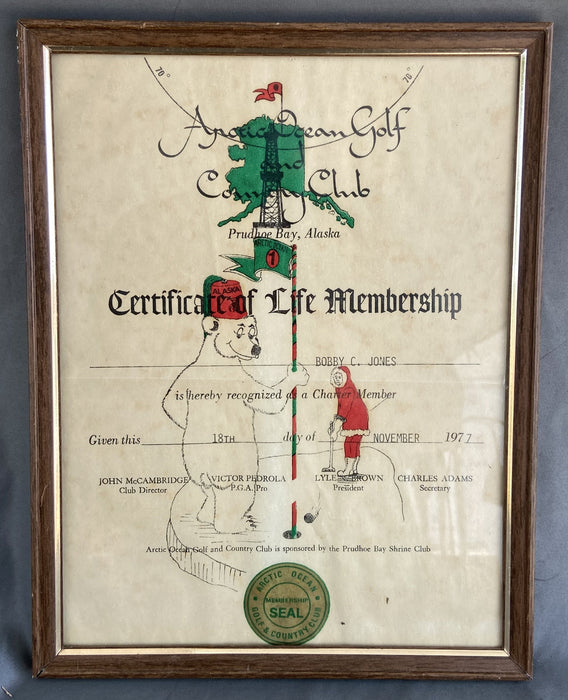 70° 70°
Arctic Ocean Golf
and
Country Club
Prudhoe Bay, Alaska
ARCTIC OPEN
1
ALASKA
Certificate of Life Membership
BOBBY C. JONES
is hereby recognized as a Charter Member
Given this 18TH day of NOVEMBER 1977
JOHN McCAMBRIDGE VICTOR PEDROLA LYLE BROWN CHARLES ADAMS
Club Director P.G.A. Pro President Secretary
Arctic Ocean Golf and Country Club is sponsored by the Prudhoe Bay Shrine Club
ARCTIC OCEAN
MEMBERSHIP
SEAL
GOLF & COUNTRY CLUB